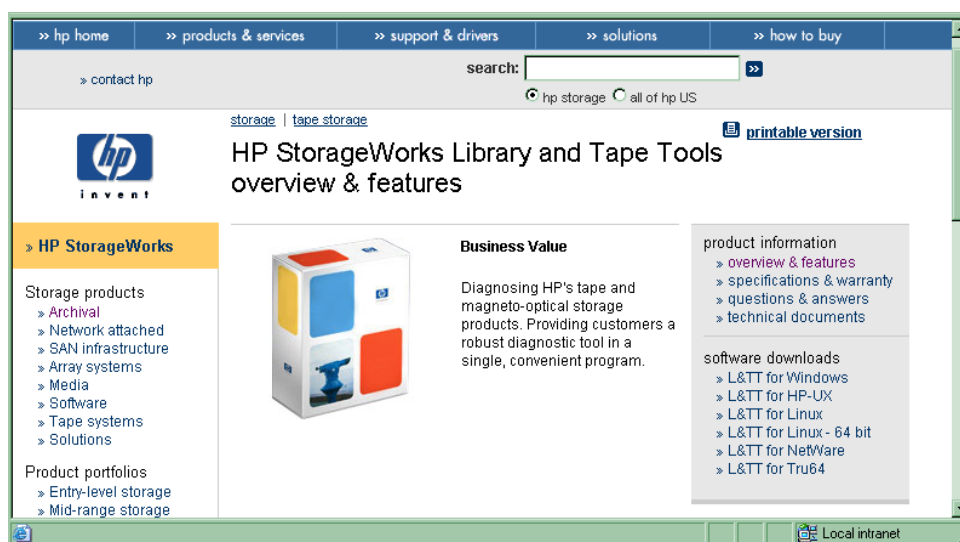 » hp home » products & services » support & drivers » solutions » how to buy
» contact hp
search: »
hp storage all of hp US
storage | tape storage
printable version
HP StorageWorks Library and Tape Tools
overview & features
hp
invent
» HP StorageWorks
Storage products
» Archival
» Network attached
» SAN infrastructure
» Array systems
» Media
» Software
» Tape systems
» Solutions
Product portfolios
» Entry-level storage
» Mid-range storage
Business Value
Diagnosing HP's tape and
magneto-optical storage
products. Providing customers a
robust diagnostic tool in a
single, convenient program.
product information
» overview & features
» specifications & warranty
» questions & answers
» technical documents
software downloads
» L&TT for Windows
» L&TT for HP-UX
» L&TT for Linux
» L&TT for Linux - 64 bit
» L&TT for NetWare
» L&TT for Tru64
Local intranet